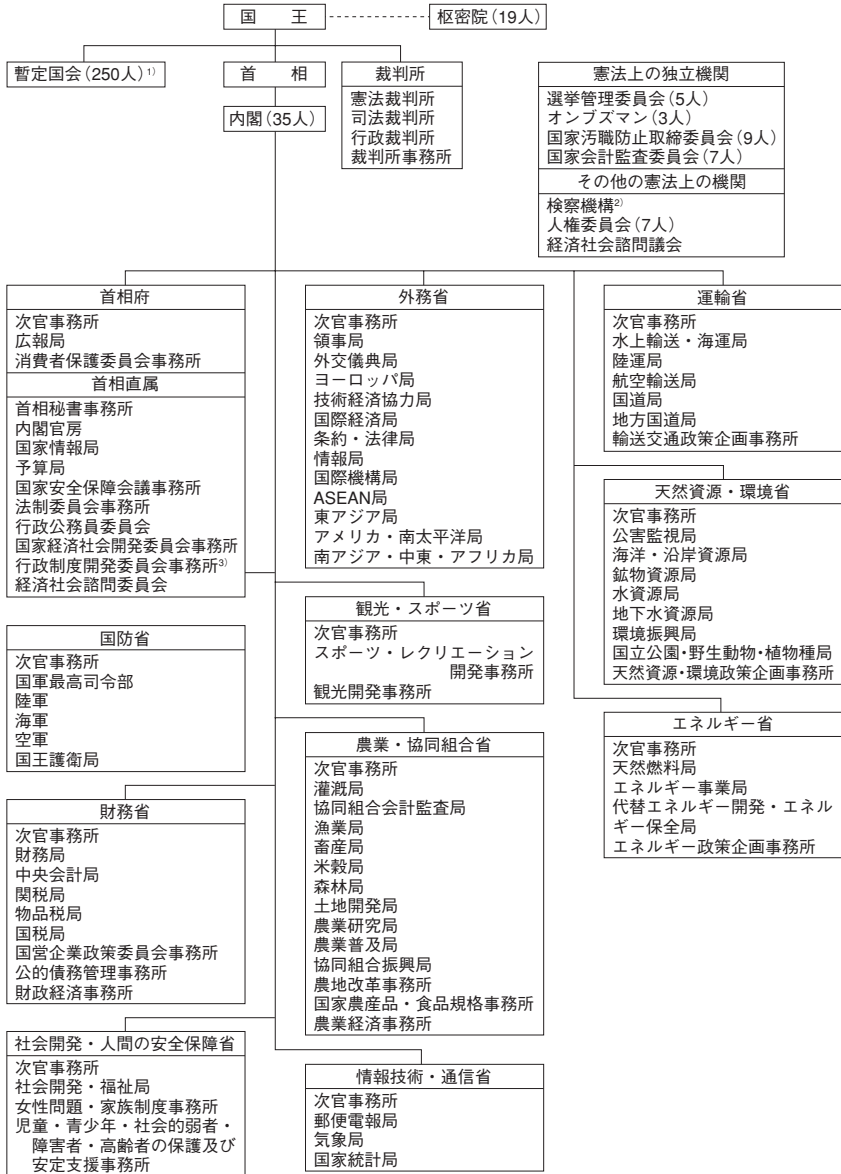 国　王
枢密院（19人）
暫定国会（250人）1)
首　相
内閣（35人）
裁判所
憲法裁判所
司法裁判所
行政裁判所
裁判所事務所
憲法上の独立機関
選挙管理委員会（5人）
オンブズマン（3人）
国家汚職防止取締委員会（9人）
国家会計監査委員会（7人）
その他の憲法上の機関
検察機構2)
人権委員会（7人）
経済社会諮問議会
首相府
次官事務所
広報局
消費者保護委員会事務所
首相直属
首相秘書事務所
内閣官房
国家情報局
予算局
国家安全保障会議事務所
法制委員会事務所
行政公務員委員会
国家経済社会開発委員会事務所
行政制度開発委員会事務所3)
経済社会諮問委員会
国防省
次官事務所
国軍最高司令部
陸軍
海軍
空軍
国王護衛局
財務省
次官事務所
財務局
中央会計局
関税局
物品税局
国税局
国営企業政策委員会事務所
公的債務管理事務所
財政経済事務所
社会開発・人間の安全保障省
次官事務所
社会開発・福祉局
女性問題・家族制度事務所
児童・青少年・社会的弱者・
障害者・高齢者の保護及び
安定支援事務所
外務省
次官事務所
領事局
外交儀典局
ヨーロッパ局
技術経済協力局
国際経済局
条約・法律局
情報局
国際機構局
ASEAN局
東アジア局
アメリカ・南太平洋局
南アジア・中東・アフリカ局
観光・スポーツ省
次官事務所
スポーツ・レクリエーション
開発事務所
観光開発事務所
農業・協同組合省
次官事務所
灌漑局
協同組合会計監査局
漁業局
畜産局
米穀局
森林局
土地開発局
農業研究局
農業普及局
協同組合振興局
農地改革事務所
国家農産品・食品規格事務所
農業経済事務所
情報技術・通信省
次官事務所
郵便電報局
気象局
国家統計局
運輸省
次官事務所
水上輸送・海運局
陸運局
航空輸送局
国道局
地方国道局
輸送交通政策企画事務所
天然資源・環境省
次官事務所
公害監視局
海洋・沿岸資源局
鉱物資源局
水資源局
地下水資源局
環境振興局
国立公園・野生動物・植物種局
天然資源・環境政策企画事務所
エネルギー省
次官事務所
天然燃料局
エネルギー事業局
代替エネルギー開発・エネル
ギー保全局
エネルギー政策企画事務所